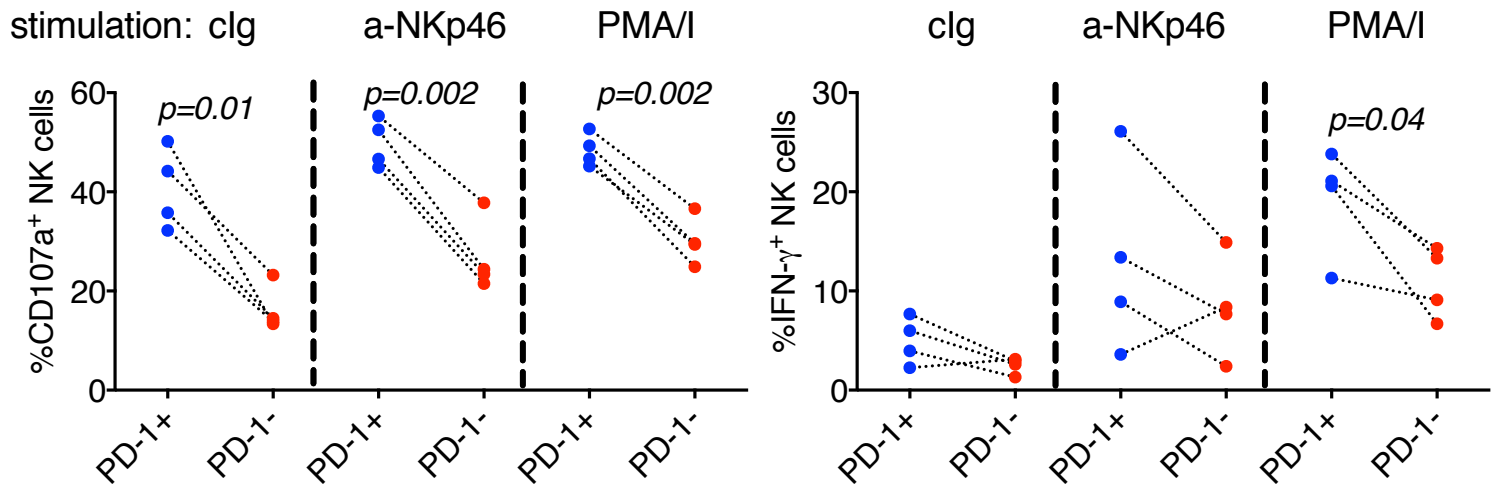 stimulation: cIg a-NKp46 PMA/I
%CD107a⁺ NK cells
60
40
20
0
p=0.01
p=0.002
p=0.002
PD-1+
PD-1-
PD-1+
PD-1-
PD-1+
PD-1-
cIg a-NKp46 PMA/I
%IFN-γ⁺ NK cells
30
20
10
0
p=0.04
PD-1+
PD-1-
PD-1+
PD-1-
PD-1+
PD-1-